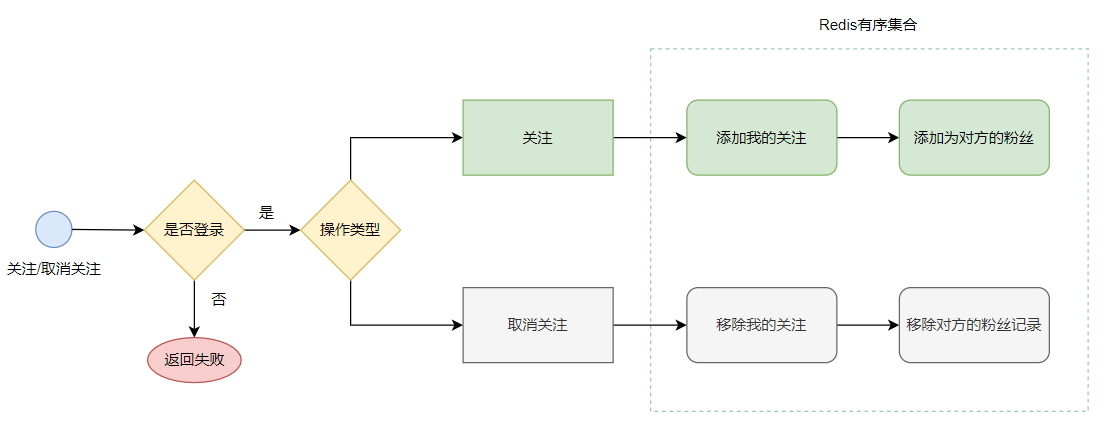 Redis有序集合
关注
添加我的关注
添加为对方的粉丝
是
是否登录
操作类型
关注/取消关注
否
取消关注
移除我的关注
移除对方的粉丝记录
返回失败